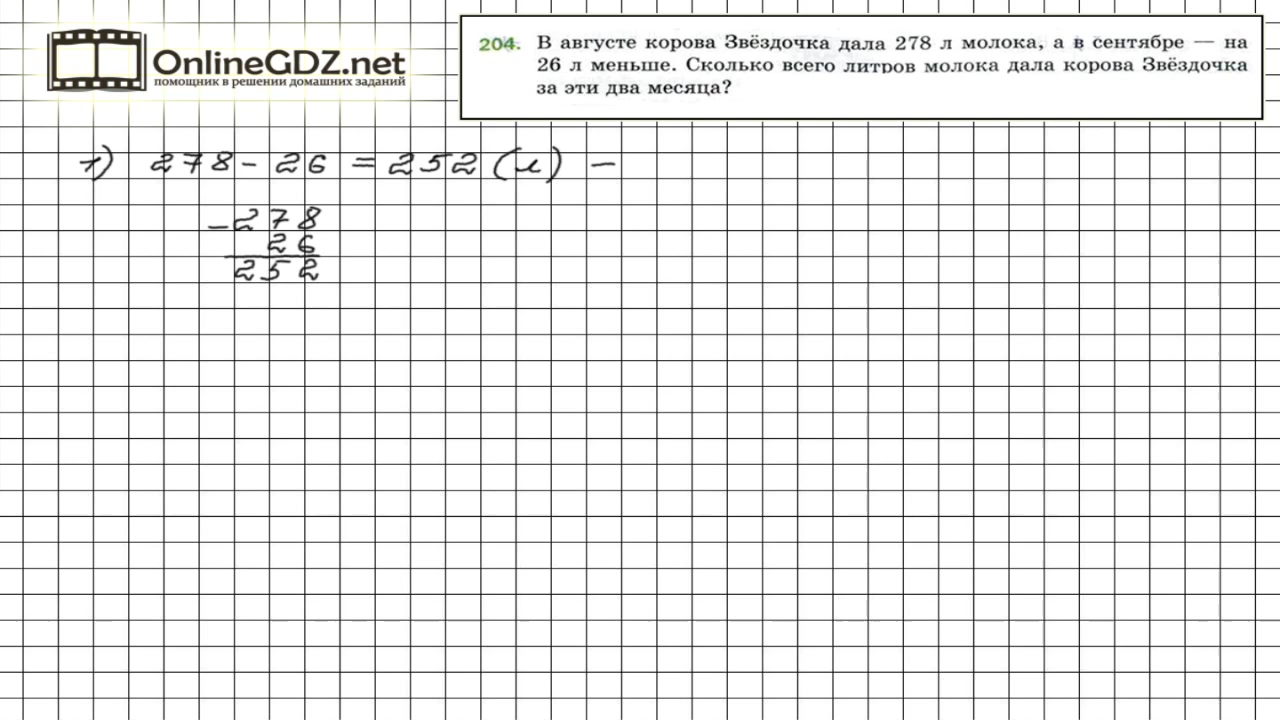 OnlineGDZ.net
помощник в решении домашних заданий
204. В августе корова Звёздочка дала 278 л молока, а в сентябре — на
26 л меньше. Сколько всего литров молока дала корова Звёздочка
за эти два месяца?
1) 278 - 26 = 252 (л) —
- 278
26
252